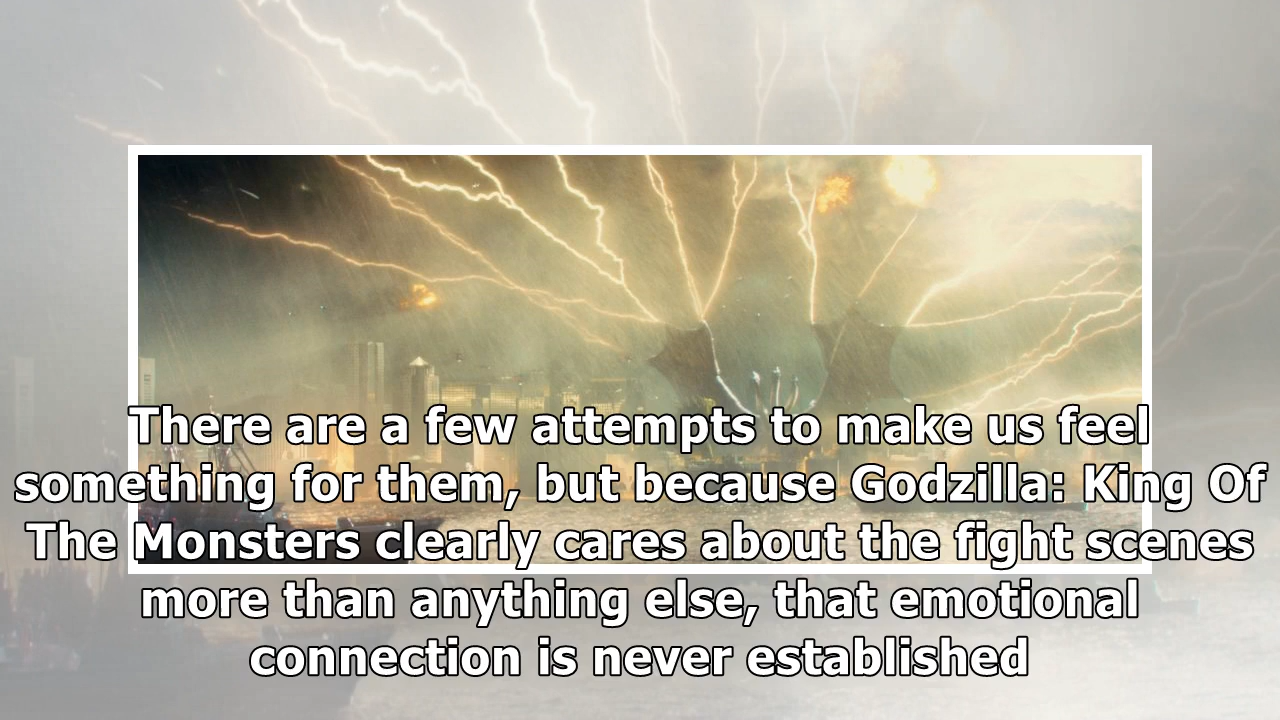 There are a few attempts to make us feel
something for them, but because Godzilla: King Of
The Monsters clearly cares about the fight scenes
more than anything else, that emotional
connection is never established